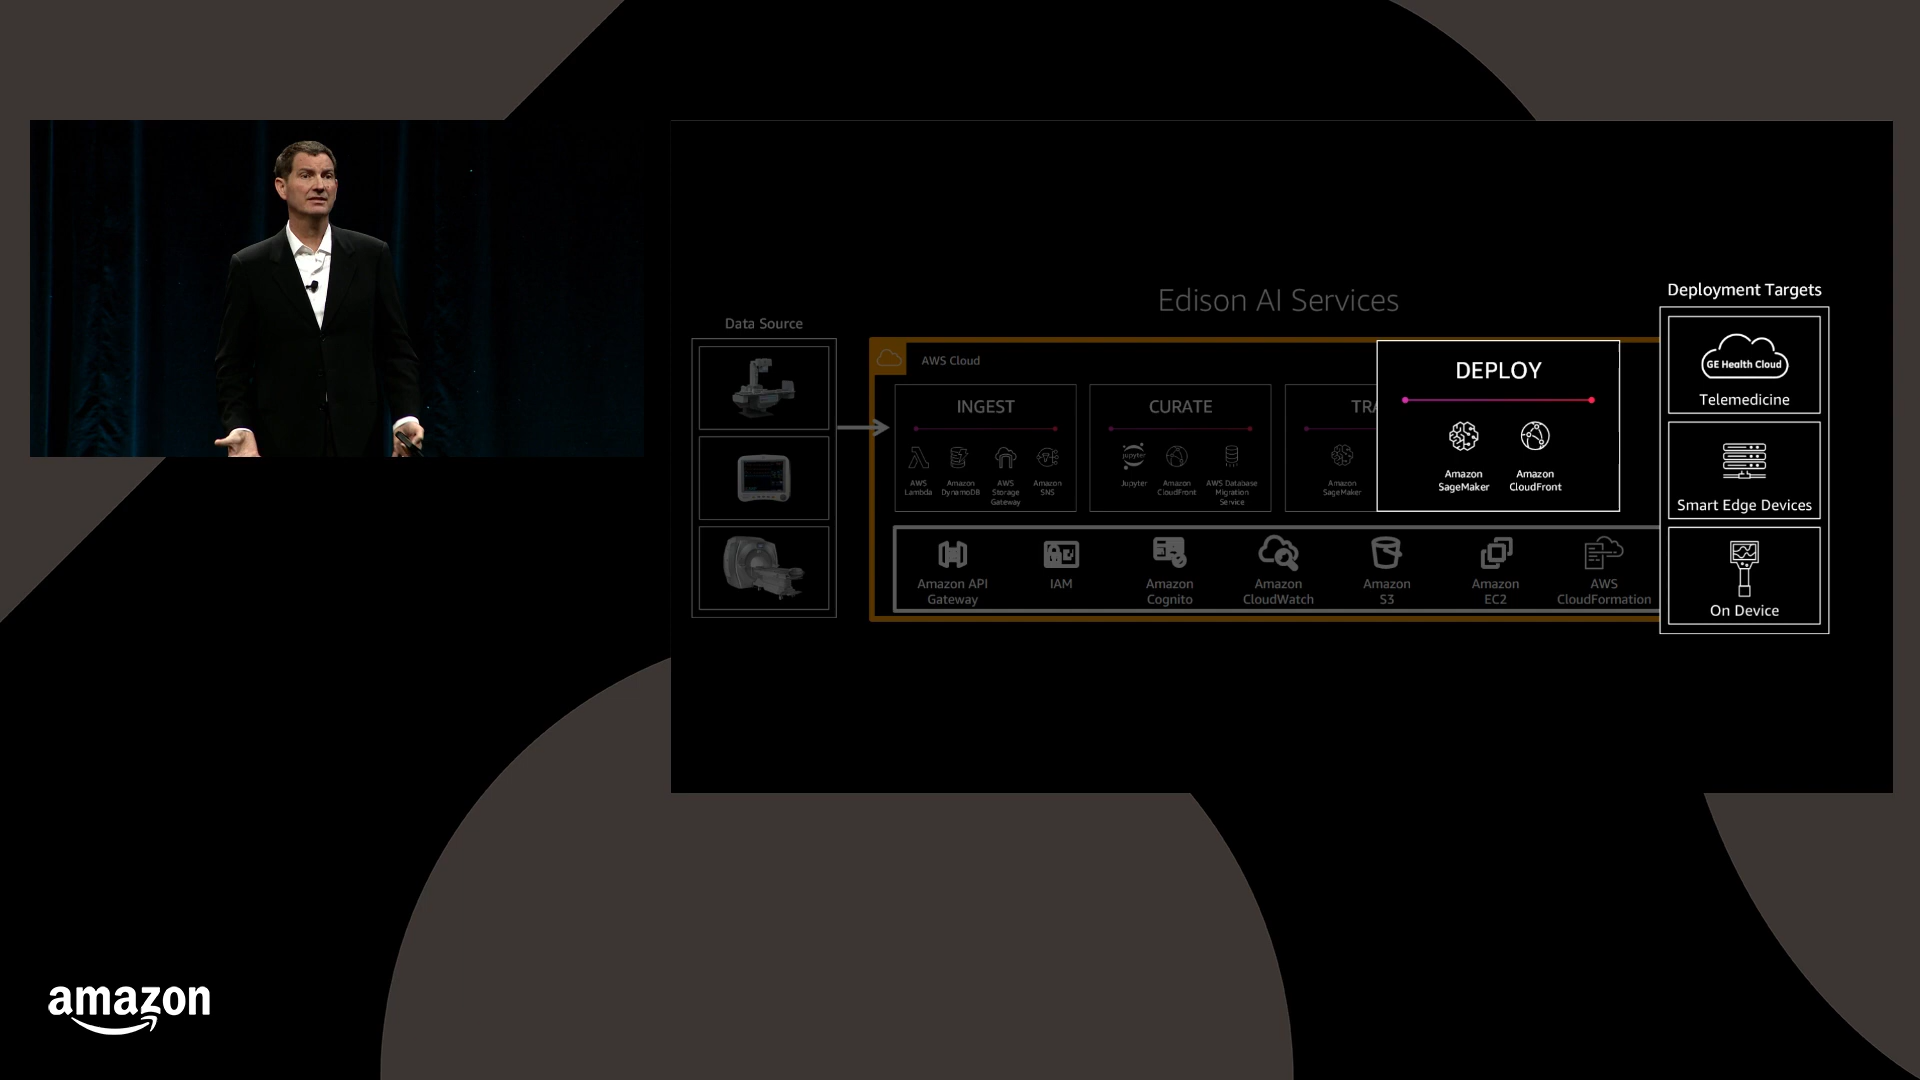 Edison AI Services
Data Source
AWS Cloud
INGEST
AWS
Lambda
Amazon
DynamoDB
AWS
Storage
Gateway
Amazon
SNS
CURATE
jupyter
Jupyter
Amazon
CloudFront
AWS Database
Migration
Service
TRA
Amazon
SageMaker
DEPLOY
Amazon
SageMaker
Amazon
CloudFront
Amazon API
Gateway
IAM
Amazon
Cognito
Amazon
CloudWatch
Amazon
S3
Amazon
EC2
AWS
CloudFormation
Deployment Targets
GE Health Cloud
Telemedicine
Smart Edge Devices
On Device
amazon